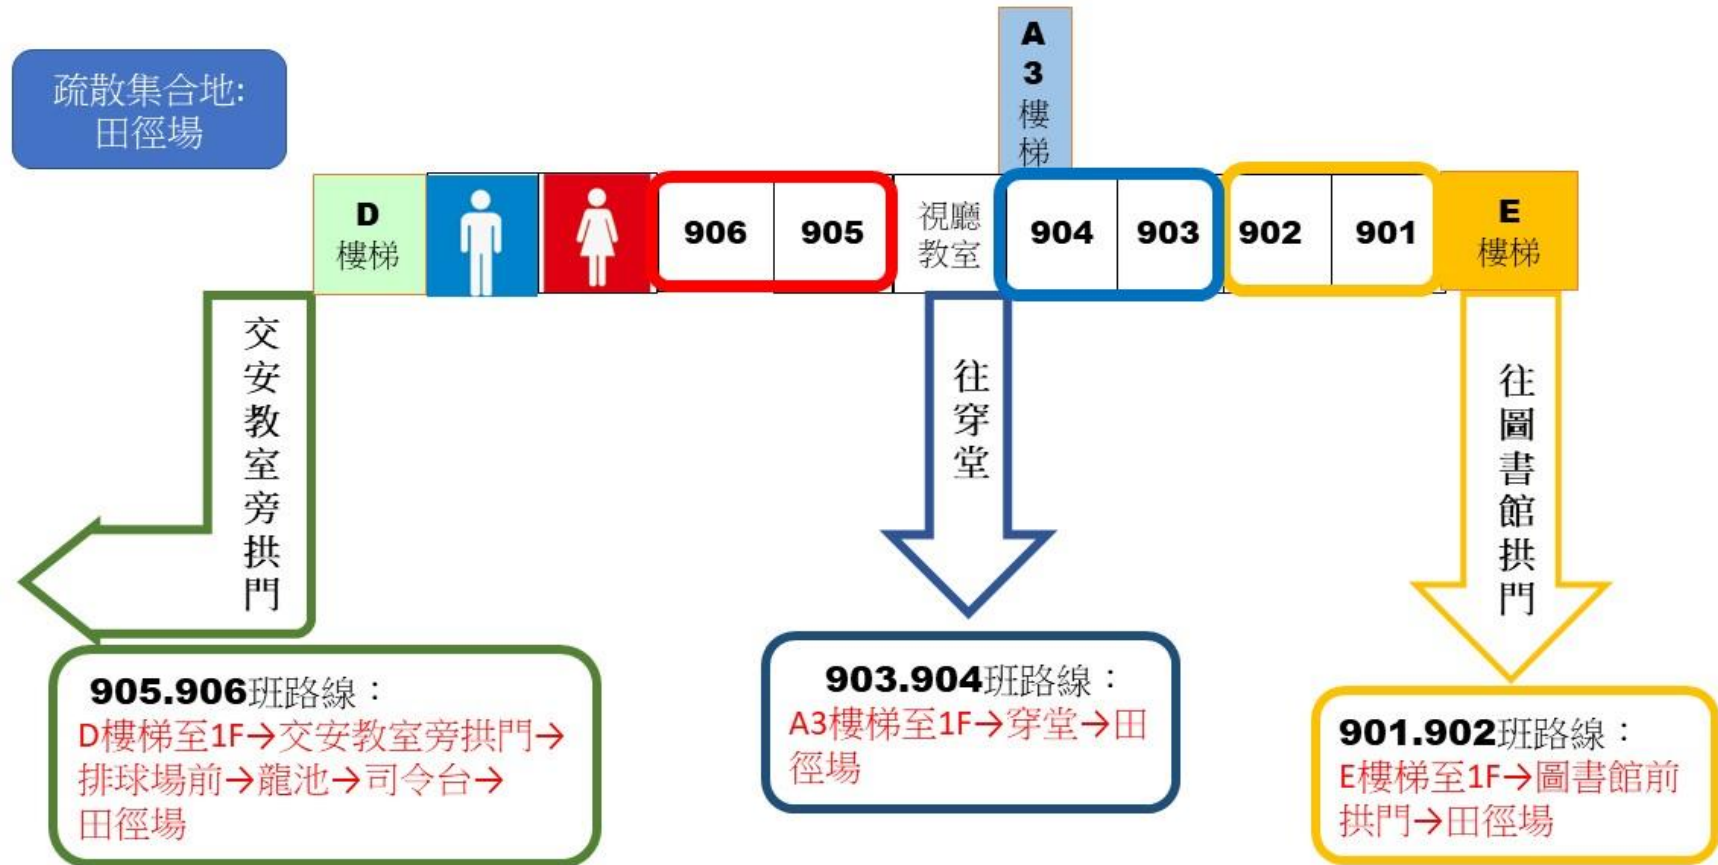 疏散集合地:
田徑場
A
3
樓
梯
D
樓梯
906
905
視廳
教室
904
903
902
901
E
樓梯
交安教室旁拱門
往穿堂
往圖書館拱門
905.906班路線：
D樓梯至1F→交安教室旁拱門→
排球場前→龍池→司令台→
田徑場
903.904班路線：
A3樓梯至1F→穿堂→田
徑場
901.902班路線：
E樓梯至1F→圖書館前
拱門→田徑場